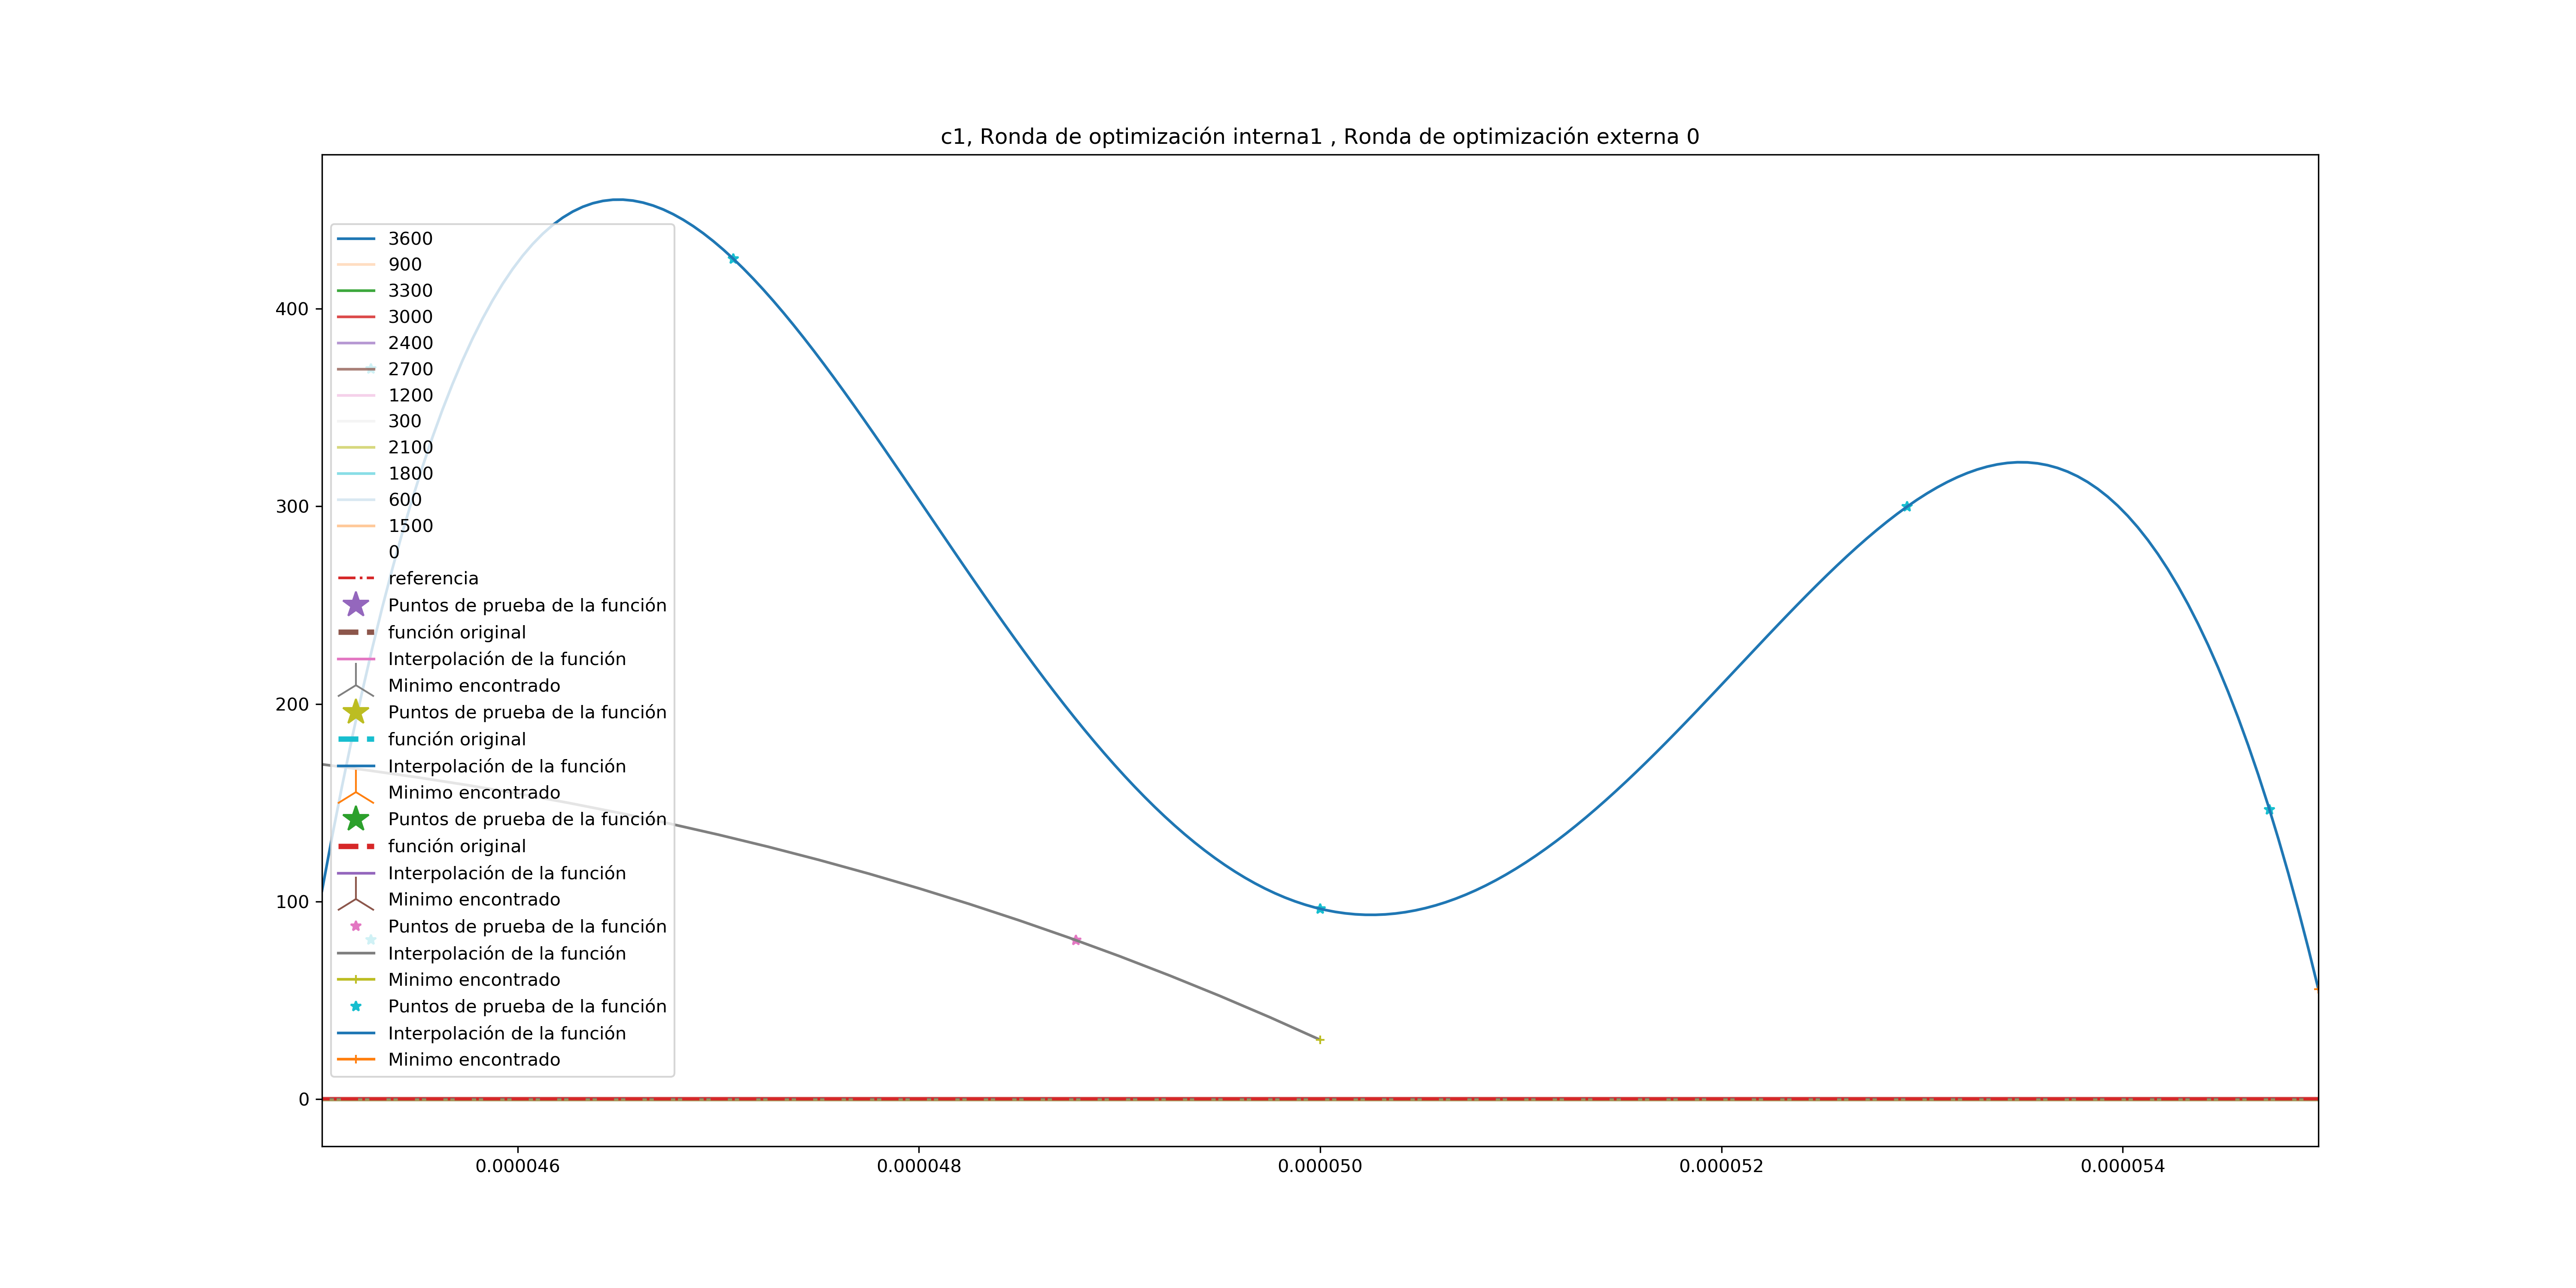 c1, Ronda de optimización interna1 , Ronda de optimización externa 0
400
300
200
100
0
3600
900
3300
3000
2400
2700
1200
300
2100
1800
600
1500
0
referencia
Puntos de prueba de la función
función original
Interpolación de la función
Minimo encontrado
Puntos de prueba de la función
función original
Interpolación de la función
Minimo encontrado
Puntos de prueba de la función
función original
Interpolación de la función
Minimo encontrado
Puntos de prueba de la función
Interpolación de la función
Minimo encontrado
Puntos de prueba de la función
Interpolación de la función
Minimo encontrado
0.000046 0.000048 0.000050 0.000052 0.000054